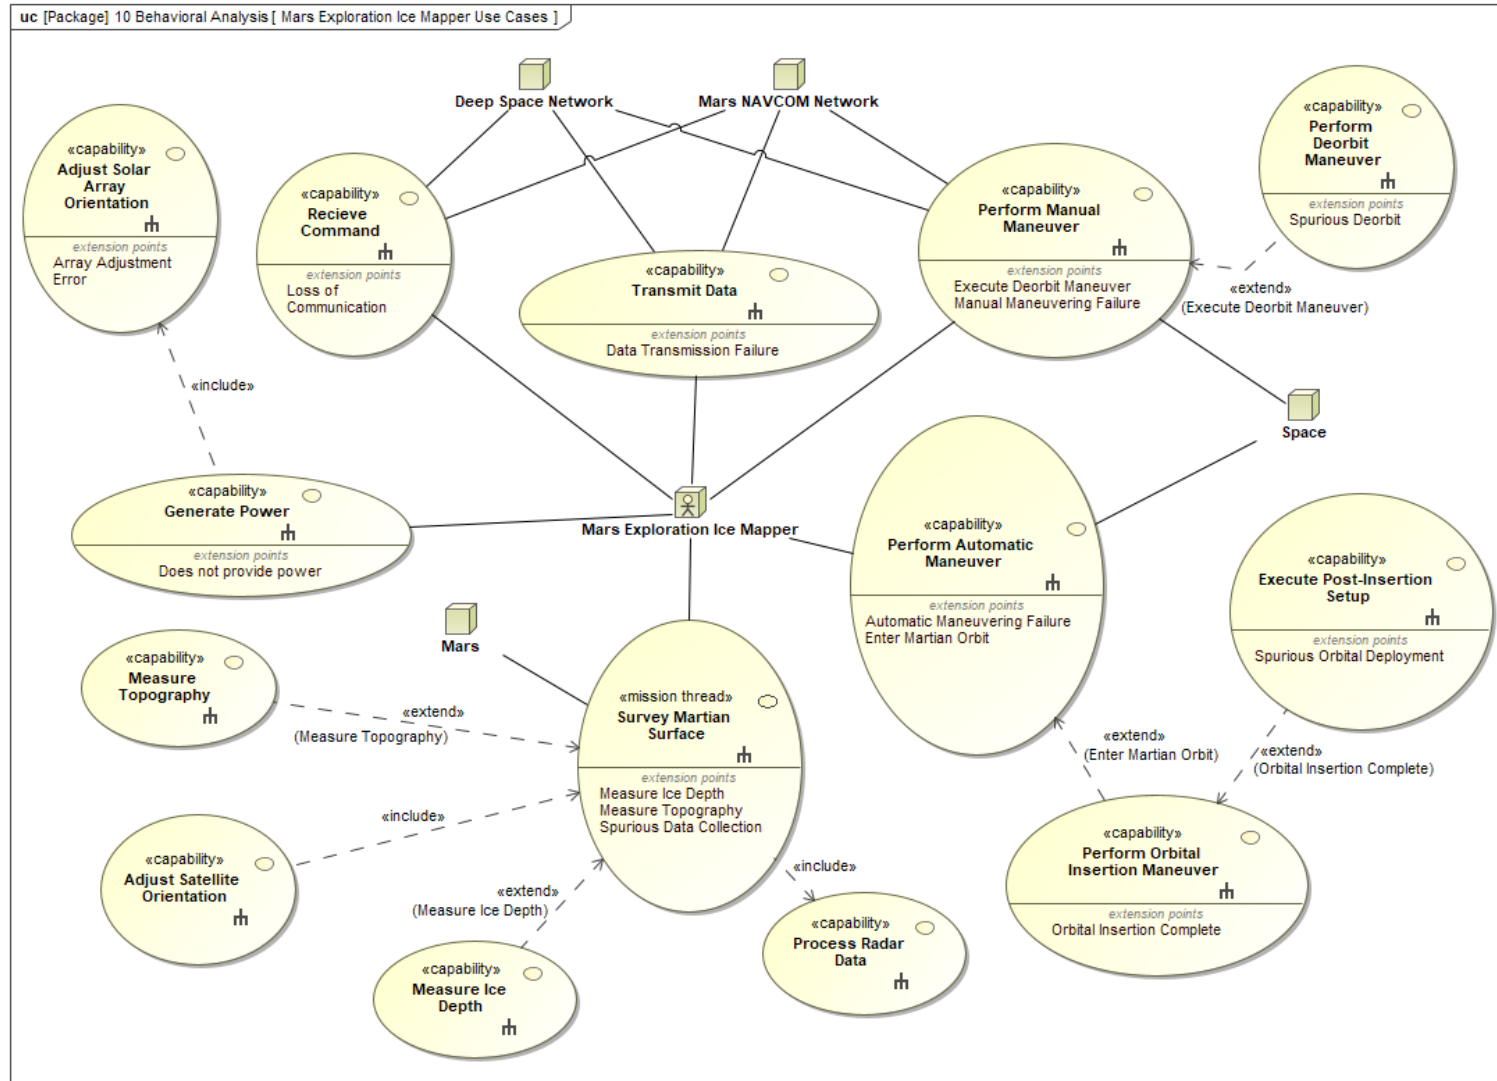 uc [Package] 10 Behavioral Analysis [ Mars Exploration Ice Mapper Use Cases ]
Deep Space Network
Mars NAVCOM Network
«capability»
Adjust Solar
Array
Orientation
extension points
Array Adjustment
Error
«capability»
Recieve
Command
extension points
Loss of
Communication
«capability»
Transmit Data
extension points
Data Transmission Failure
«capability»
Perform Manual
Maneuver
extension points
Execute Deorbit Maneuver
Manual Maneuvering Failure
«capability»
Perform
Deorbit
Maneuver
extension points
Spurious Deorbit
«extend»
(Execute Deorbit Maneuver)
«include»
Space
«capability»
Generate Power
extension points
Does not provide power
Mars Exploration Ice Mapper
«capability»
Perform Automatic
Maneuver
extension points
Automatic Maneuvering Failure
Enter Martian Orbit
«capability»
Execute Post-Insertion
Setup
extension points
Spurious Orbital Deployment
Mars
«capability»
Measure
Topography
«extend»
(Measure Topography)
«mission thread»
Survey Martian
Surface
extension points
Measure Ice Depth
Measure Topography
Spurious Data Collection
«extend»
(Enter Martian Orbit)
«extend»
(Orbital Insertion Complete)
«include»
«capability»
Adjust Satellite
Orientation
«extend»
(Measure Ice Depth)
«include»
«capability»
Perform Orbital
Insertion Maneuver
extension points
Orbital Insertion Complete
«capability»
Measure Ice
Depth
«capability»
Process Radar
Data